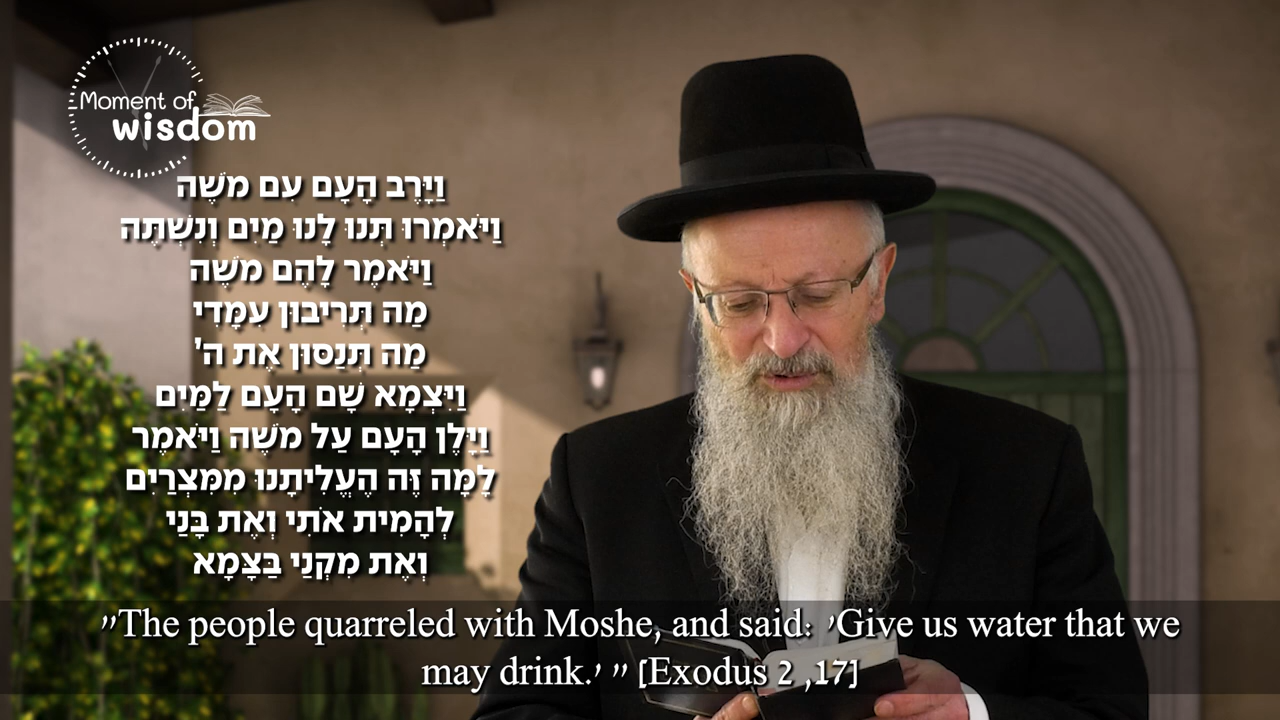 Moment of
wisdom
וַיָּרֶב הָעָם עִם מֹשֶׁה
וַיֹּאמְרוּ תְּנוּ לָנוּ מַיִם וְנִשְׁתֶּה
וַיֹּאמֶר לָהֶם מֹשֶׁה
מַה תְּרִיבוּן עִמָּדִי
מַה תְּנַסּוּן אֶת ה'
וַיִּצְמָא שָׁם הָעָם לַמַּיִם
וַיָּלֶן הָעָם עַל מֹשֶׁה וַיֹּאמֶר
לָמָּה זֶּה הֶעֱלִיתָנוּ מִמִּצְרַיִם
לְהָמִית אֹתִי וְאֶת בָּנַי
וְאֶת מִקְנַי בַּצָּמָא
"The people quarreled with Moshe, and said: 'Give us water that we
may drink.' " [Exodus 2 ,17]